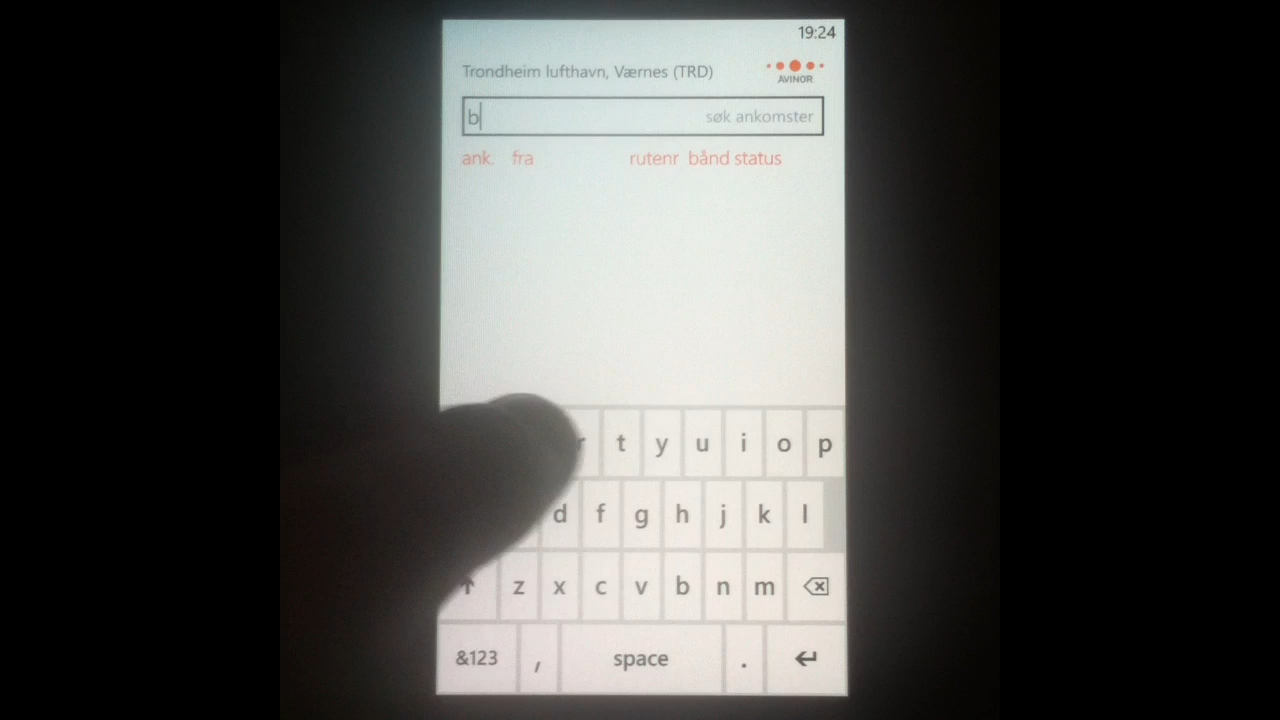 19:24
Trondheim lufthavn, Værnes (TRD)
AVINOR
b søk ankomster
ank. fra rutenr bånd status
t y u i o p
d f g h j k l
z x c v b n m
&123 , space .